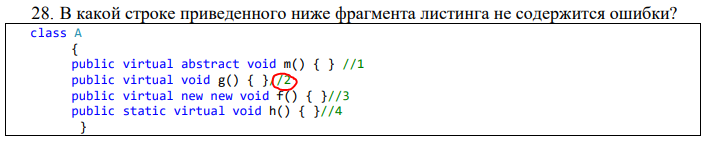 28. В какой строке приведенного ниже фрагмента листинга не содержится ошибки?
class A
{
public virtual abstract void m() { } //1
public virtual void g() { }//2
public virtual new new void f() { }//3
public static virtual void h() { }//4
}